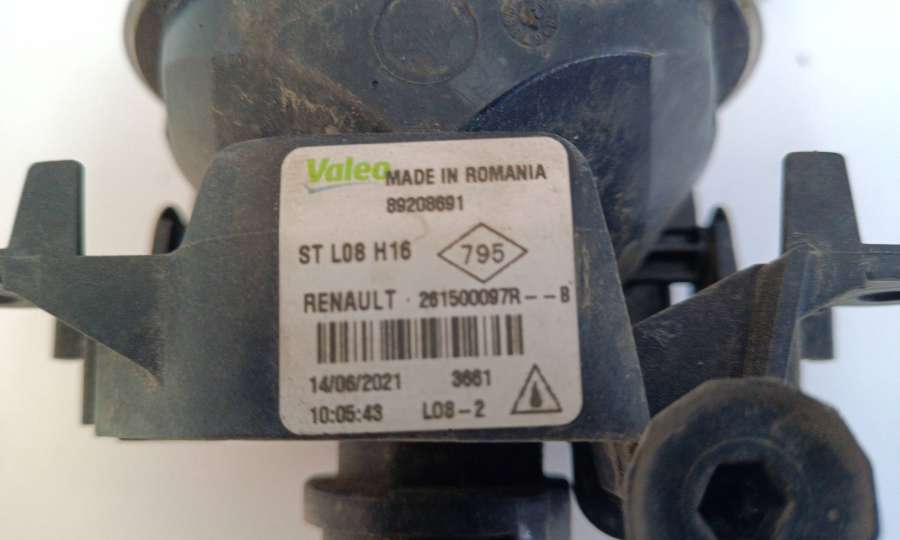 Valeo MADE IN ROMANIA
89208691
ST L08 H16 795
RENAULT · 261500097R--B
14/06/2021 3661
10:05:43 L08-2